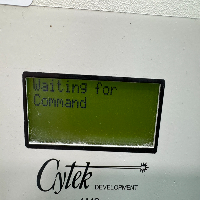 Waiting for
Command
Cytek
DEVELOPMENT